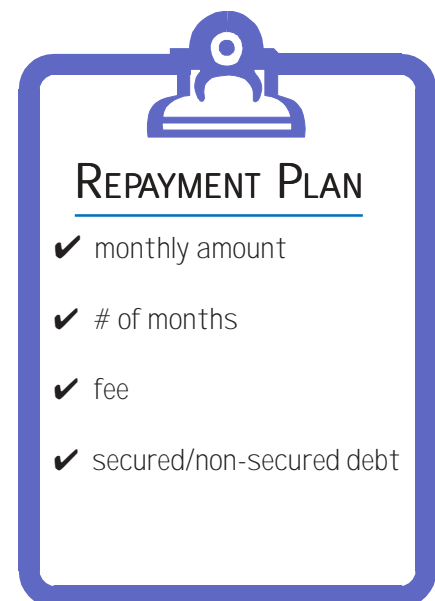 REPAYMENT PLAN
✔ monthly amount
✔ # of months
✔ fee
✔ secured/non-secured debt